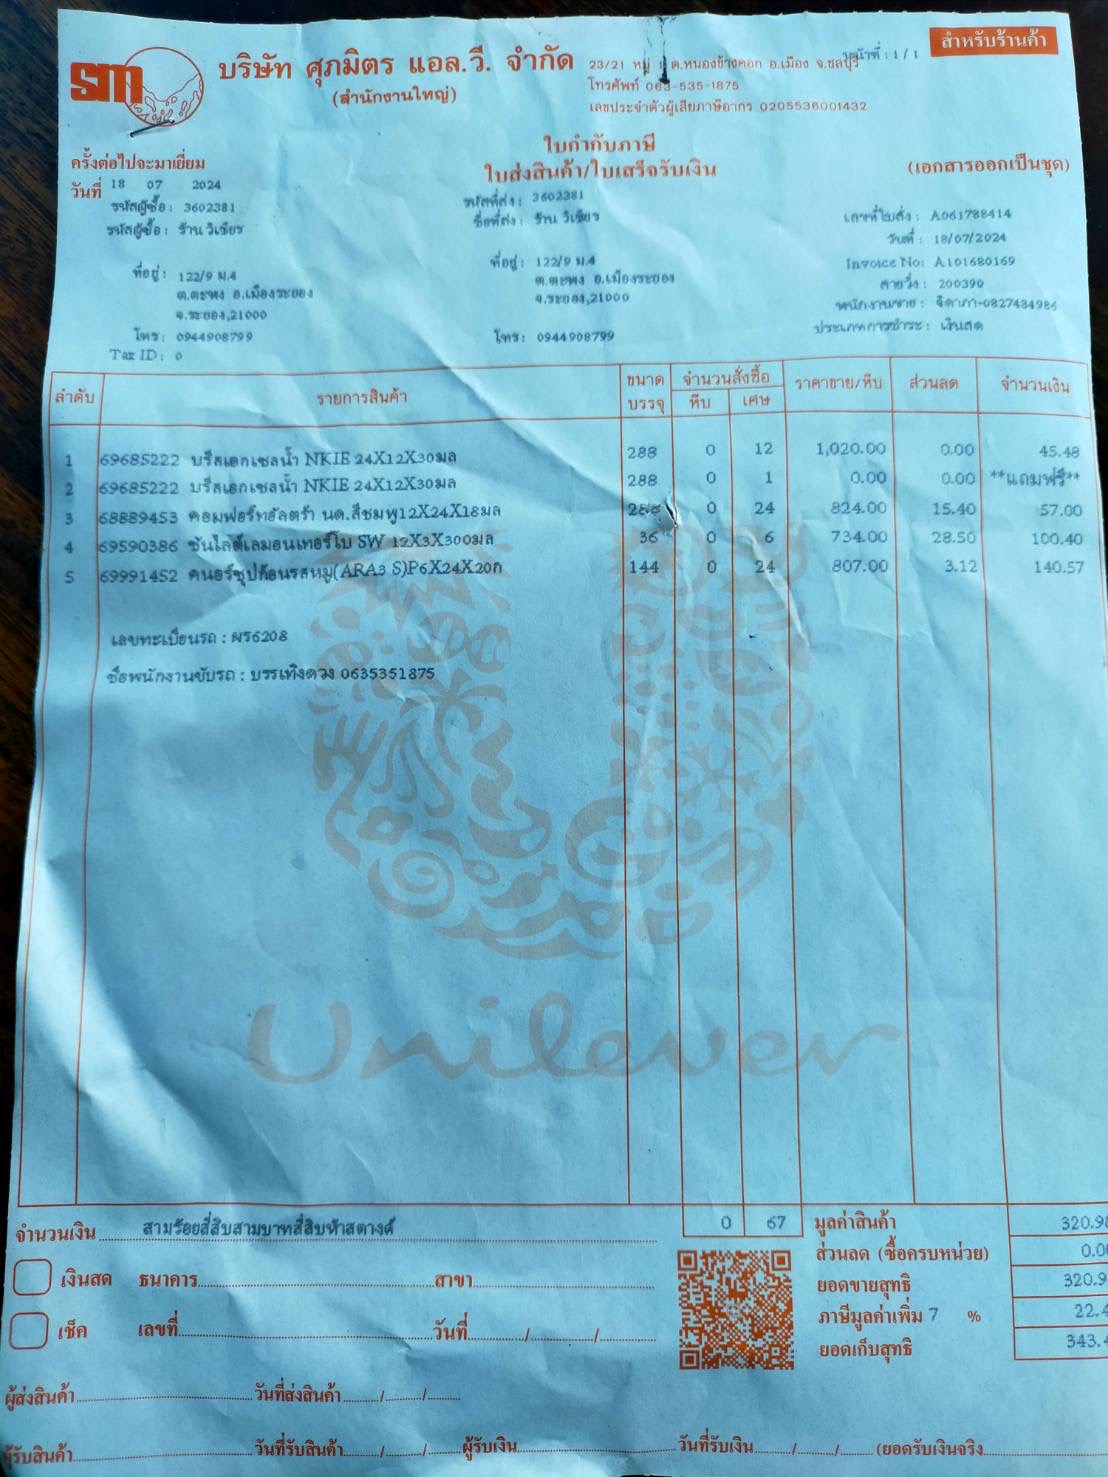 สำหรับร้านค้า
หน้าที่ : 1 / 1
sm
บริษัท ศุภมิตร แอล.วี. จำกัด
(สำนักงานใหญ่)
23/21 หมู่ ต.หนองข้างคอก อ.เมือง จ.ชลบุรี
โทรศัพท์ 063-535-1875
เลขประจำตัวผู้เสียภาษีอากร 0205536001432
ใบกำกับภาษี
ใบส่งสินค้า/ใบเสร็จรับเงิน
(เอกสารออกเป็นชุด)
ครั้งต่อไปจะมาเยี่ยม
วันที่ 18 07 2024
รหัสผู้ซื้อ : 3602381
รหัสผู้ซื้อ : ร้าน วิเชียร
ที่อยู่ : 122/9 ม.4
ต.ตะพง อ.เมืองระยอง
จ.ระยอง,21000
โทร : 0944908799
Tax ID : 0
รหัสที่ส่ง : 3602381
ชื่อที่ส่ง : ร้าน วิเชียร
ที่อยู่ : 122/9 ม.4
ต.ตะพง อ.เมืองระยอง
จ.ระยอง,21000
โทร : 0944908799
เลขที่ใบสั่ง : A061788414
วันที่ : 18/07/2024
Invoice No: A101680169
สายวิ่ง : 200390
พนักงานขาย : จิดาภา-0827484986
ประเภทการชำระ : เงินสด
ลำดับ รายการสินค้า ขนาดบรรจุ จำนวนสั่งซื้อ หีบ เศษ ราคาขาย/หีบ ส่วนลด จำนวนเงิน
1 69685222 บรีสเอกเซลน้ำ NKIE 24X12X30มล 288 0 12 1,020.00 0.00 45.48
2 69685222 บรีสเอกเซลน้ำ NKIE 24X12X30มล 288 0 1 0.00 0.00 **แถมฟรี**
3 68889453 คอมฟอร์ทอัลตร้า นด.สีชมพู12X24X18มล 288 0 24 824.00 15.40 57.00
4 69590386 ซันไลต์เลมอนเทอร์โบ SW 12X3X300มล 36 0 6 734.00 28.50 100.40
5 69991452 คนอร์ซุปก้อนรสหมู(ARA3 S)P6X24X20ก 144 0 24 807.00 3.12 140.57
เลขทะเบียนรถ : ผร6208
ชื่อพนักงานขับรถ : บรรเทิงดวง 0635351875
Unilever
จำนวนเงิน สามร้อยสี่สิบสามบาทสี่สิบห้าสตางค์ 0 67
มูลค่าสินค้า 320.98
ส่วนลด (ซื้อครบหน่วย) 0.0
ยอดขายสุทธิ 320.9
ภาษีมูลค่าเพิ่ม 7 % 22.4
ยอดเก็บสุทธิ 343.4
เงินสด ธนาคาร สาขา
เช็ค เลขที่ วันที่ / /
ผู้ส่งสินค้า วันที่ส่งสินค้า / /
ผู้รับสินค้า วันที่รับสินค้า / / ผู้รับเงิน วันที่รับเงิน / / (ยอดรับเงินจริง